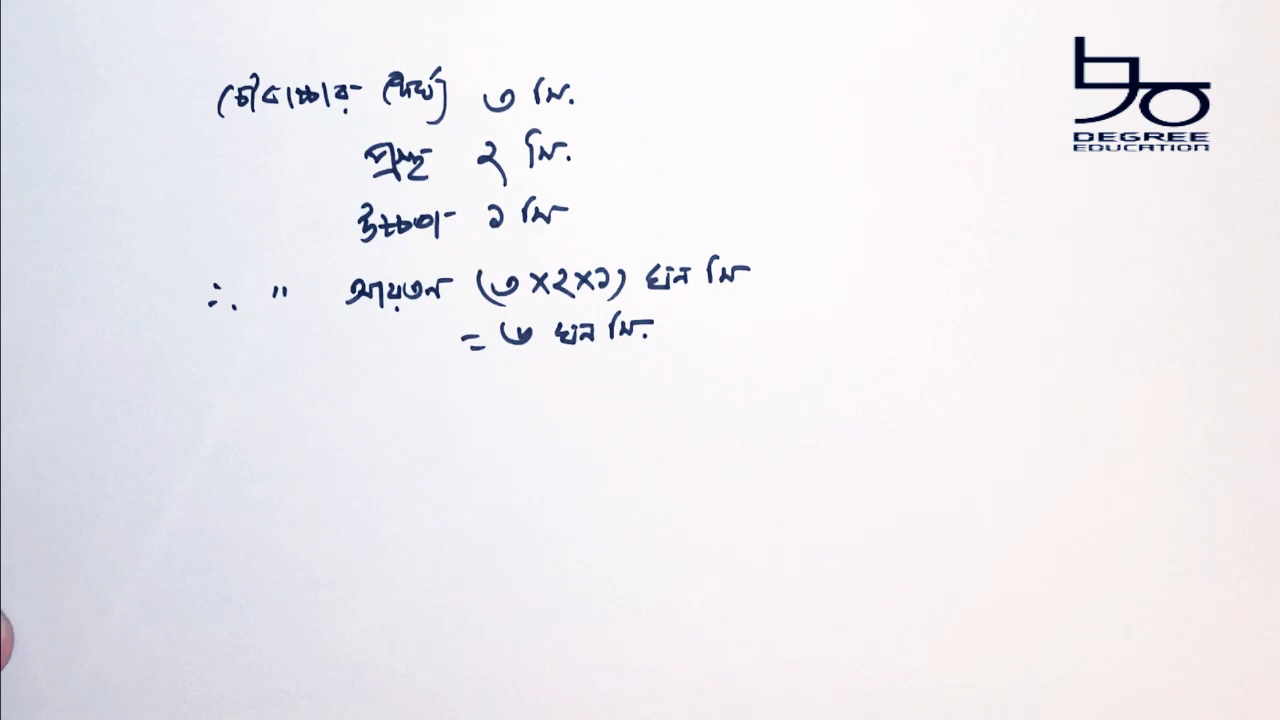 চৌবাচ্চার দৈর্ঘ্য ৩ মি.
প্রস্থ ২ মি.
উচ্চতা ১ মি
∴ " আয়তন (৩×২×১) ঘন মি
= ৬ ঘন মি.
DEGREE
EDUCATION